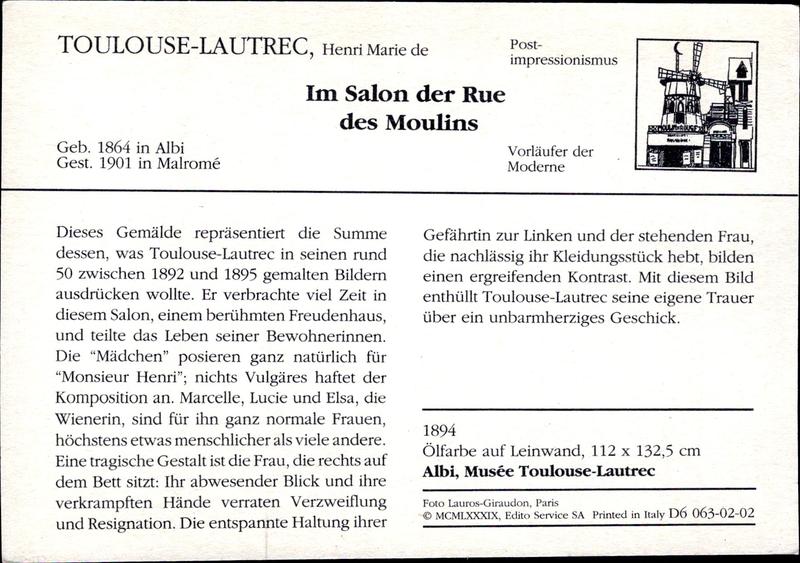 TOULOUSE-LAUTREC, Henri Marie de
Post-
impressionismus
Im Salon der Rue
des Moulins
Geb. 1864 in Albi
Gest. 1901 in Malromé
Vorläufer der
Moderne
Dieses Gemälde repräsentiert die Summe
dessen, was Toulouse-Lautrec in seinen rund
50 zwischen 1892 und 1895 gemalten Bildern
ausdrücken wollte. Er verbrachte viel Zeit in
diesem Salon, einem berühmten Freudenhaus,
und teilte das Leben seiner Bewohnerinnen.
Die “Mädchen” posieren ganz natürlich für
“Monsieur Henri”; nichts Vulgäres haftet der
Komposition an. Marcelle, Lucie und Elsa, die
Wienerin, sind für ihn ganz normale Frauen,
höchstens etwas menschlicher als viele andere.
Eine tragische Gestalt ist die Frau, die rechts auf
dem Bett sitzt: Ihr abwesender Blick und ihre
verkrampften Hände verraten Verzweiflung
und Resignation. Die entspannte Haltung ihrer
Gefährtin zur Linken und der stehenden Frau,
die nachlässig ihr Kleidungsstück hebt, bilden
einen ergreifenden Kontrast. Mit diesem Bild
enthüllt Toulouse-Lautrec seine eigene Trauer
über ein unbarmherziges Geschick.
1894
Ölfarbe auf Leinwand, 112 x 132,5 cm
Albi, Musée Toulouse-Lautrec
Foto Lauros-Giraudon, Paris
© MCMLXXXIX, Edito Service SA Printed in Italy D6 063-02-02